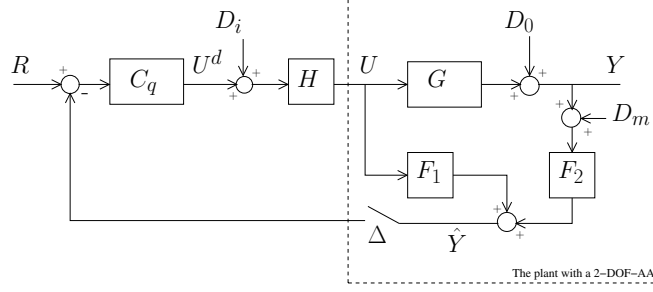 D_i
D_0
R
+
-
C_q
U^d
+
+
H
U
G
+
+
Y
+
+
D_m
F_1
F_2
+
+
Δ
Ŷ
The plant with a 2−DOF−AA